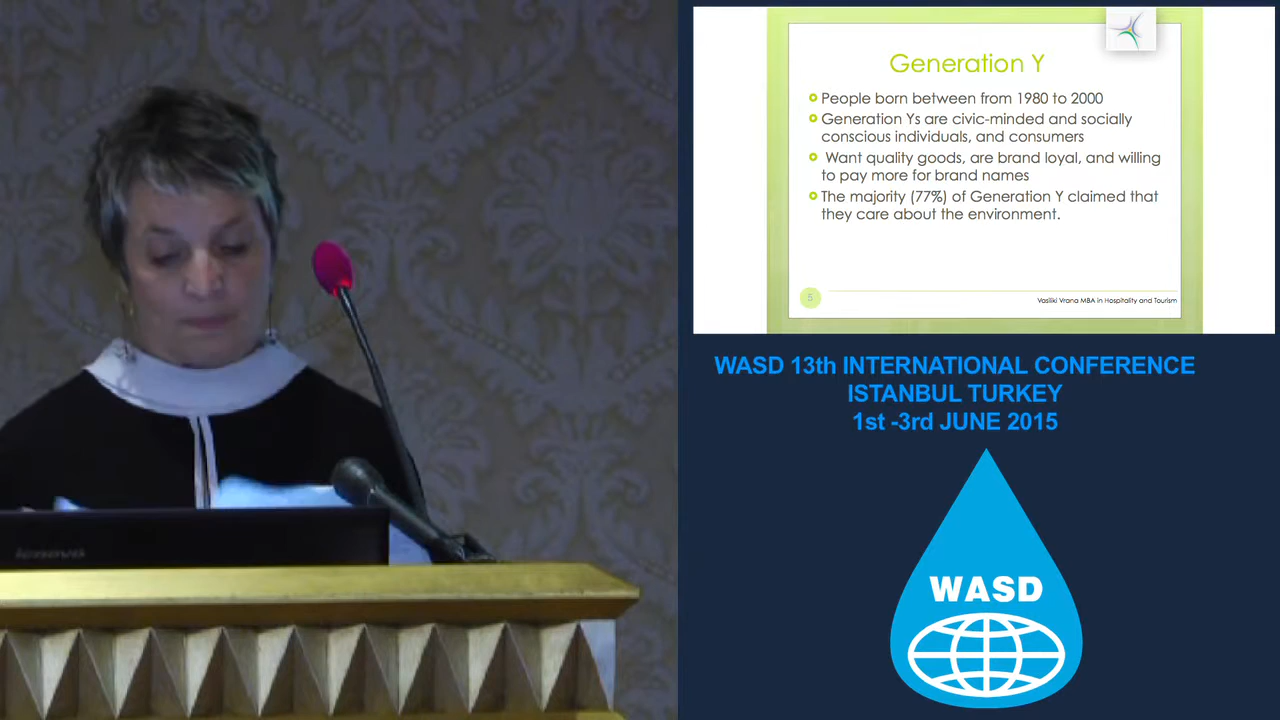 Generation Y
People born between from 1980 to 2000
Generation Ys are civic-minded and socially
conscious individuals, and consumers
Want quality goods, are brand loyal, and willing
to pay more for brand names
The majority (77%) of Generation Y claimed that
they care about the environment.
5
Vasiliki Vrana MBA in Hospitality and Tourism
WASD 13th INTERNATIONAL CONFERENCE
ISTANBUL TURKEY
1st -3rd JUNE 2015
WASD
lenovo